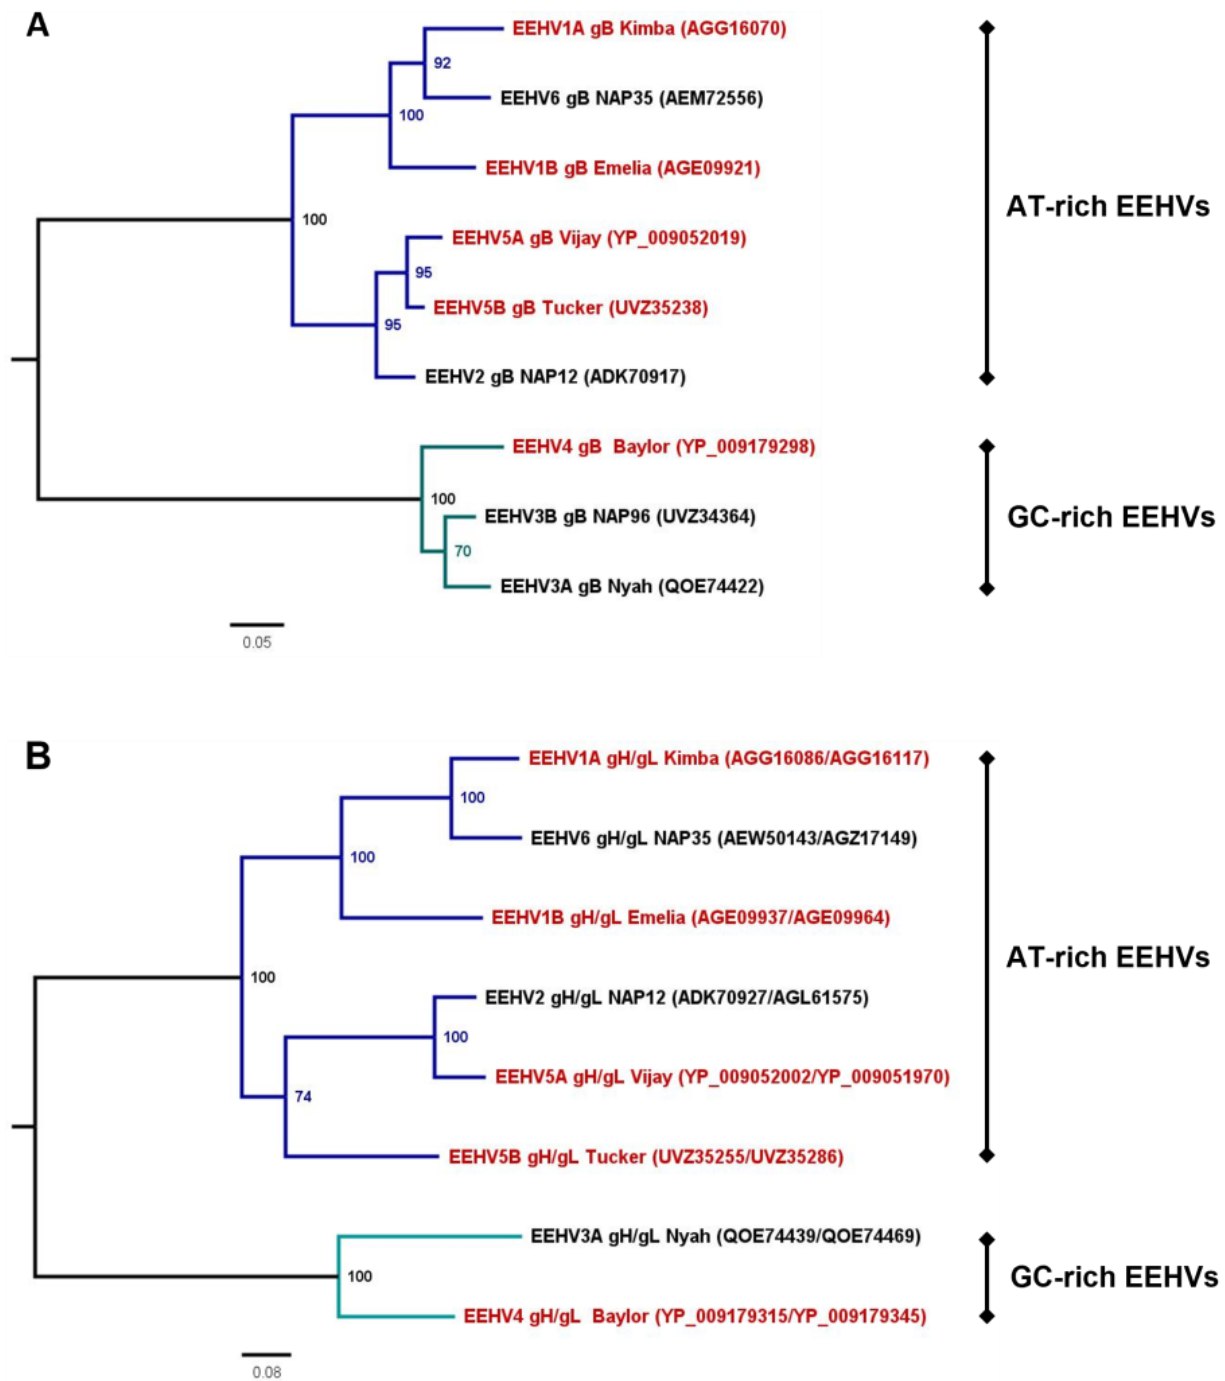 A
EEHV1A gB Kimba (AGG16070)
92
EEHV6 gB NAP35 (AEM72556)
100
EEHV1B gB Emelia (AGE09921)
AT-rich EEHVs
100
EEHV5A gB Vijay (YP_009052019)
95
EEHV5B gB Tucker (UVZ35238)
95
EEHV2 gB NAP12 (ADK70917)
EEHV4 gB Baylor (YP_009179298)
100
EEHV3B gB NAP96 (UVZ34364)
GC-rich EEHVs
70
EEHV3A gB Nyah (QOE74422)
0.05
B
EEHV1A gH/gL Kimba (AGG16086/AGG16117)
100
EEHV6 gH/gL NAP35 (AEW50143/AGZ17149)
100
EEHV1B gH/gL Emelia (AGE09937/AGE09964)
AT-rich EEHVs
100
EEHV2 gH/gL NAP12 (ADK70927/AGL61575)
100
EEHV5A gH/gL Vijay (YP_009052002/YP_009051970)
74
EEHV5B gH/gL Tucker (UVZ35255/UVZ35286)
EEHV3A gH/gL Nyah (QOE74439/QOE74469)
100
GC-rich EEHVs
EEHV4 gH/gL Baylor (YP_009179315/YP_009179345)
0.08